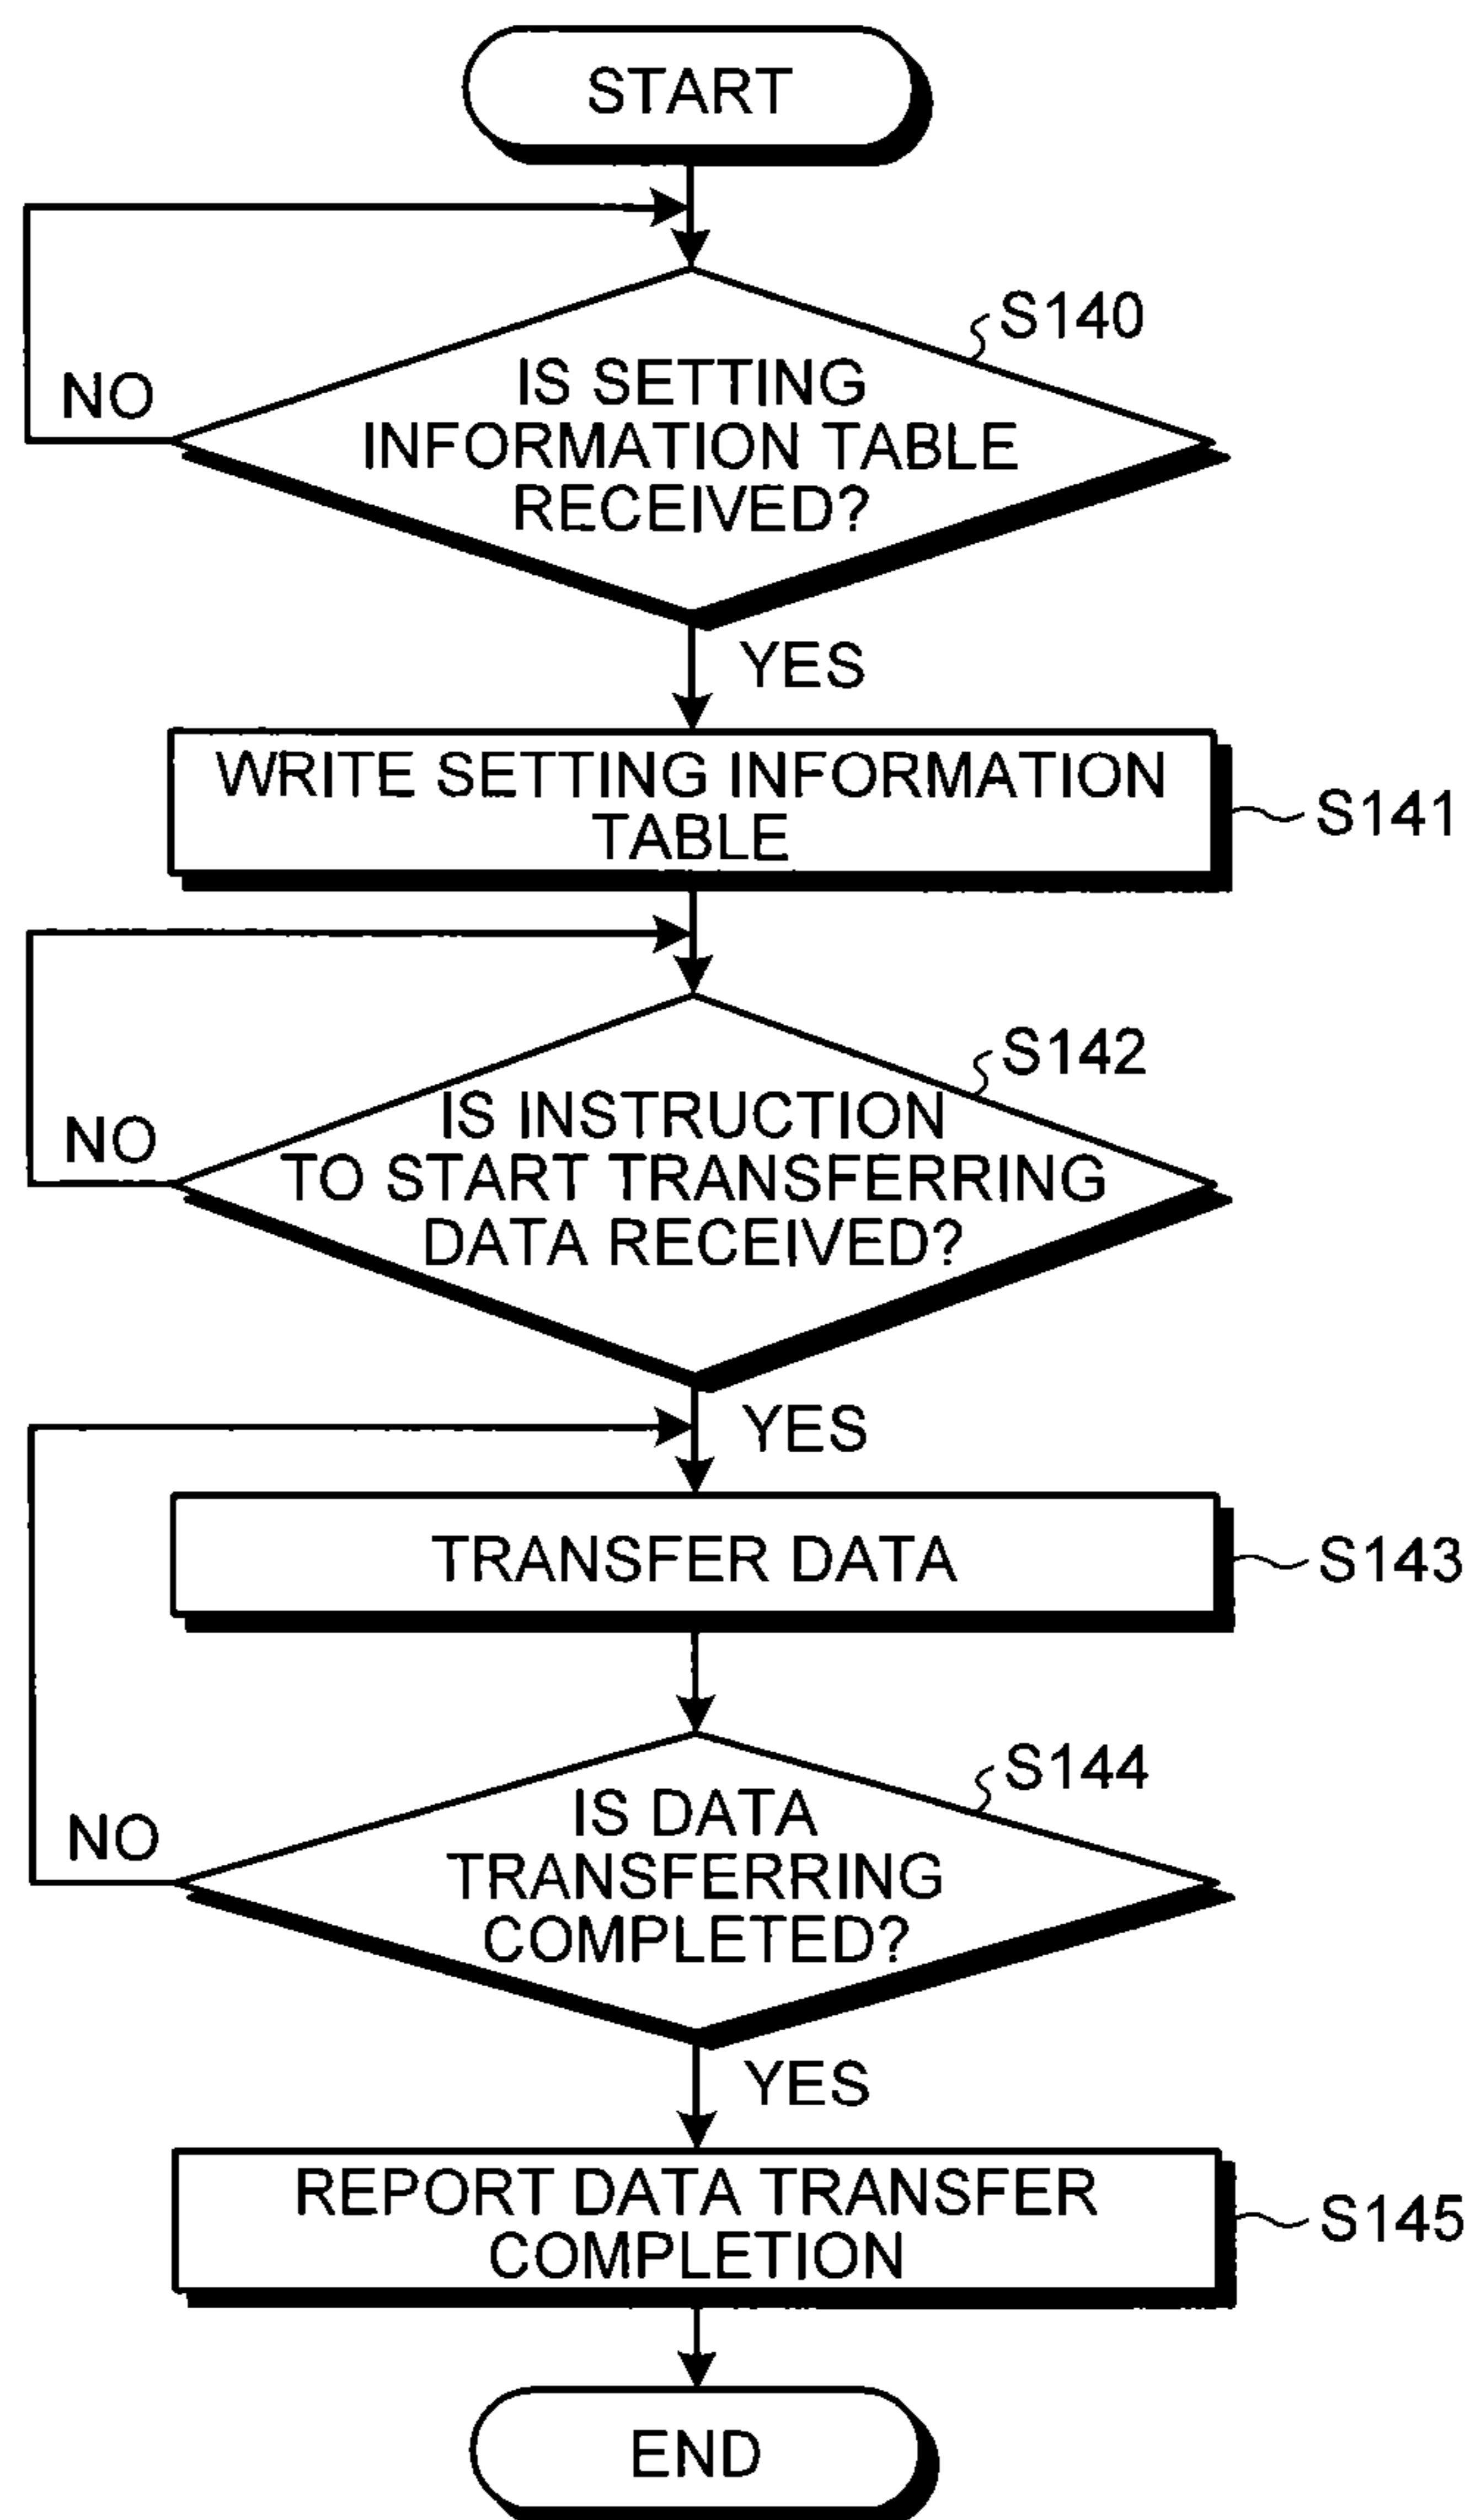 START
S140
IS SETTING
INFORMATION TABLE
RECEIVED?
NO
YES
WRITE SETTING INFORMATION
TABLE
S141
S142
IS INSTRUCTION
TO START TRANSFERRING
DATA RECEIVED?
NO
YES
TRANSFER DATA
S143
S144
IS DATA
TRANSFERRING
COMPLETED?
NO
YES
REPORT DATA TRANSFER
COMPLETION
S145
END